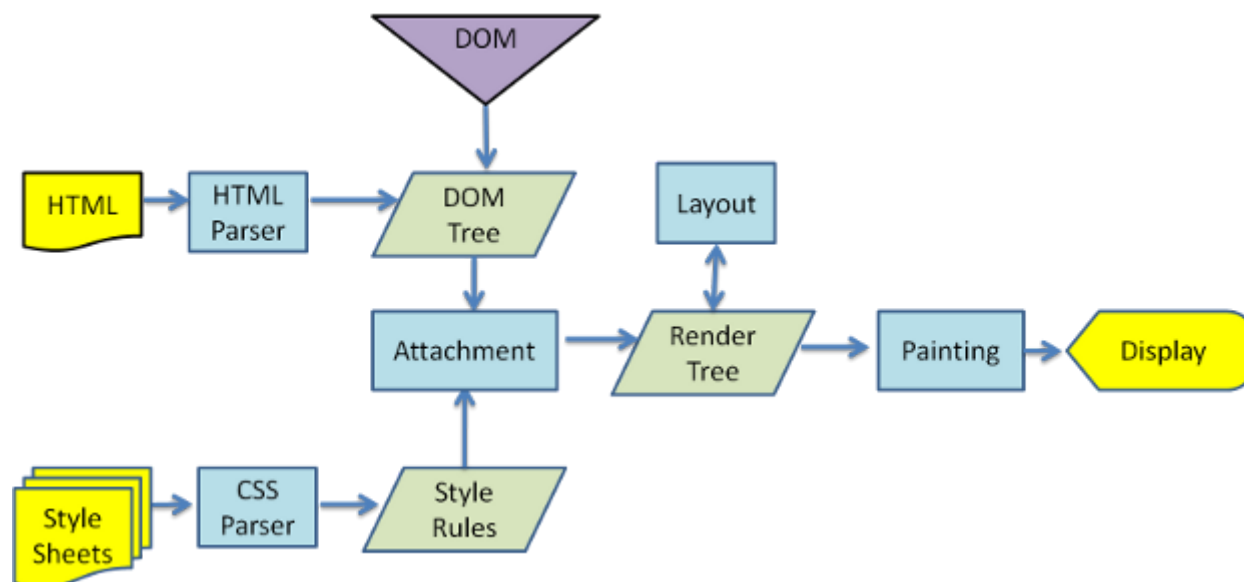 DOM
HTML
HTML
Parser
DOM
Tree
Layout
Attachment
Render
Tree
Painting
Display
Style
Sheets
CSS
Parser
Style
Rules